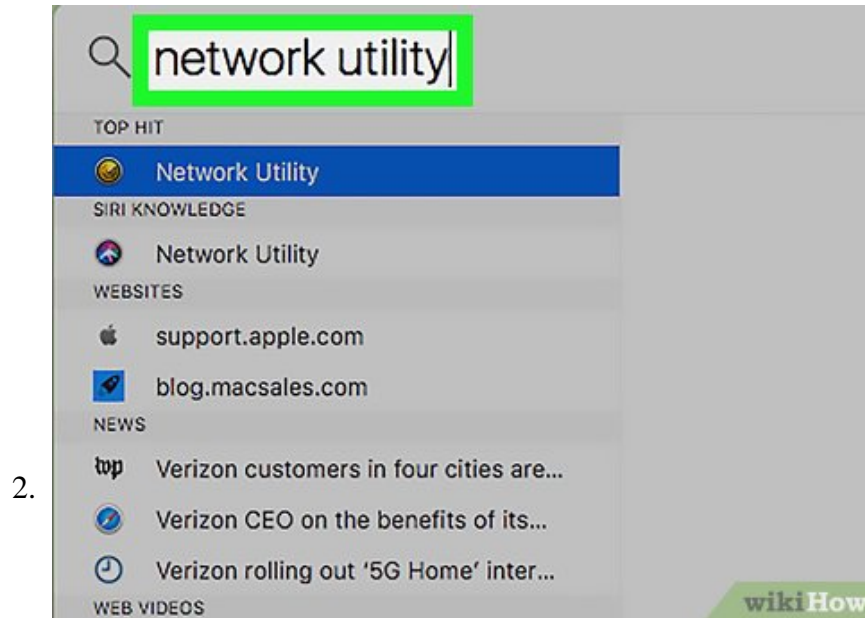 network utility
TOP HIT
Network Utility
SIRI KNOWLEDGE
Network Utility
WEBSITES
support.apple.com
blog.macsales.com
NEWS
wp Verizon customers in four cities are...
2.
Verizon CEO on the benefits of its...
Verizon rolling out '5G Home' inter...
WEB VIDEOS
wikiHow